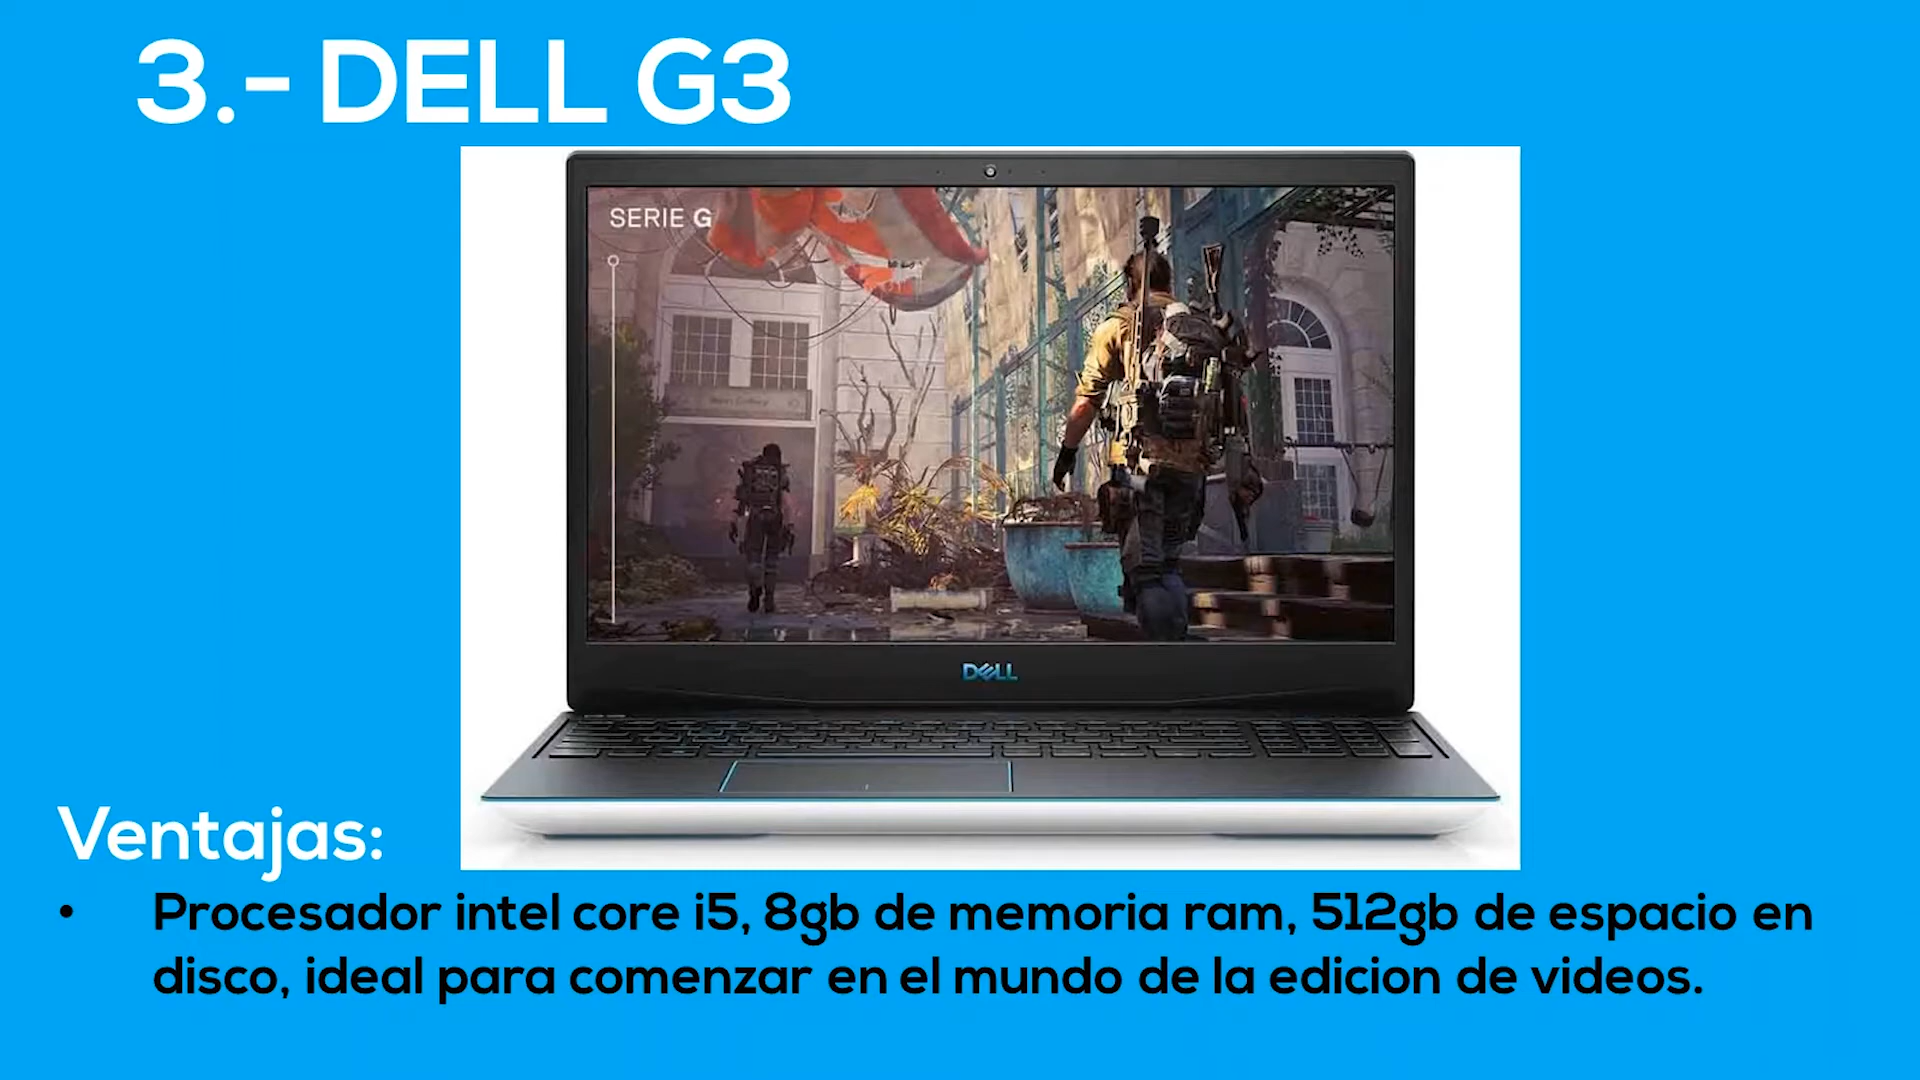 3.- DELL G3
SERIE G
DELL
Ventajas:
• Procesador intel core i5, 8gb de memoria ram, 512gb de espacio en
disco, ideal para comenzar en el mundo de la edicion de videos.